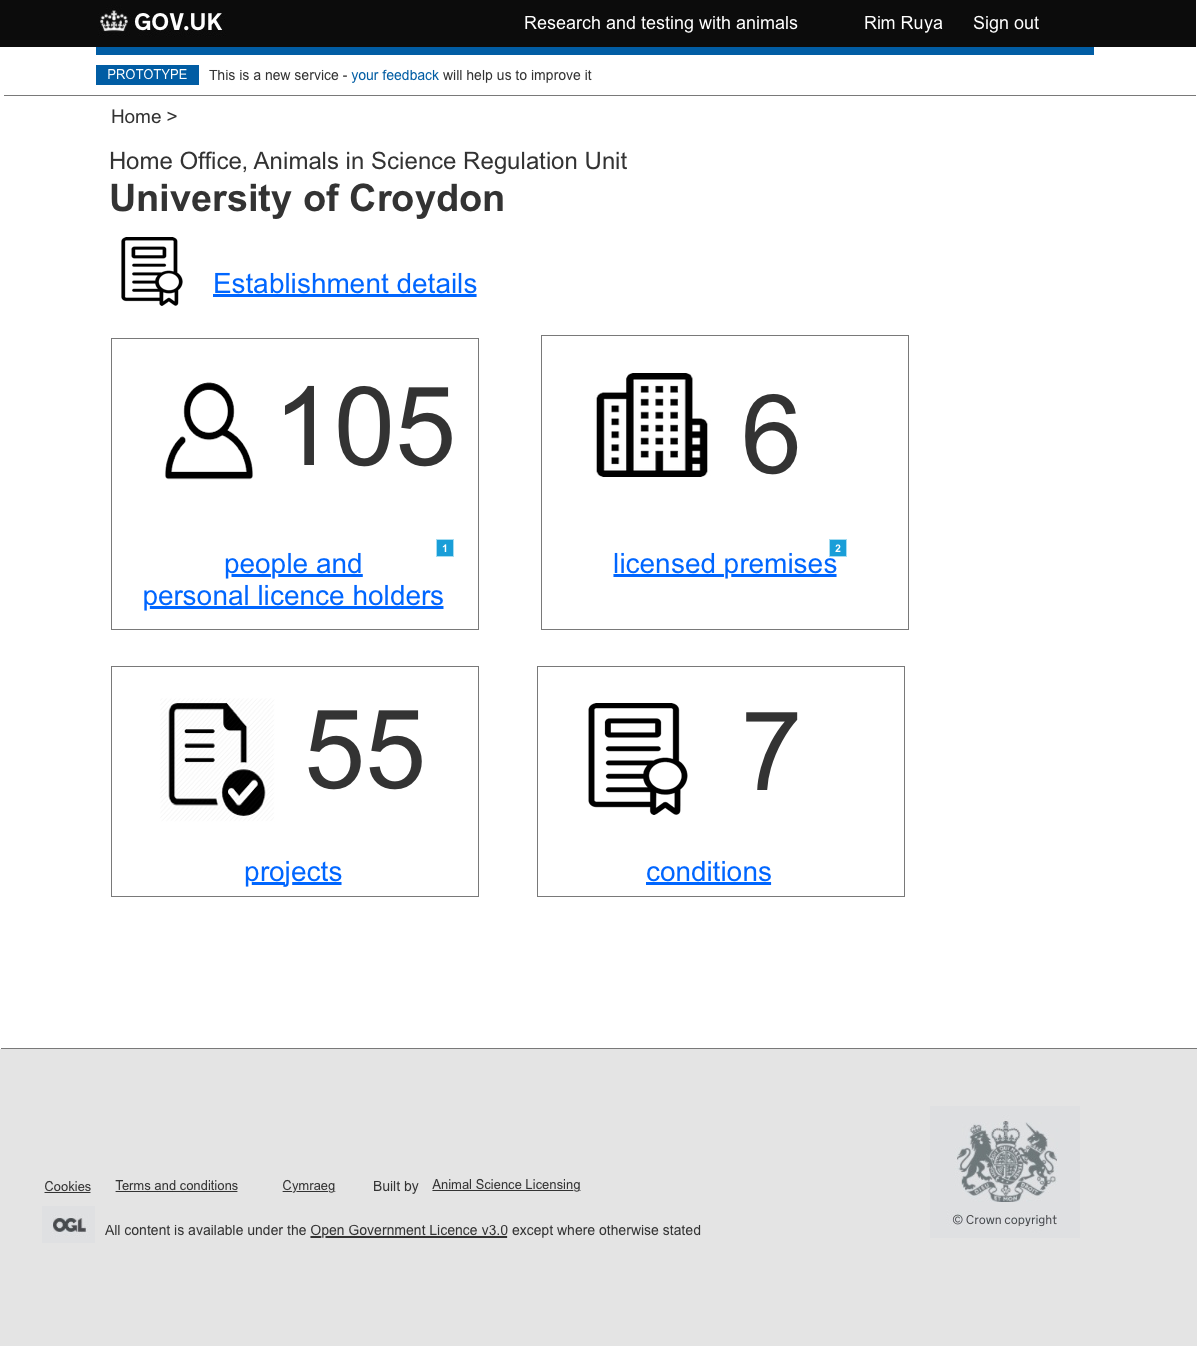 GOV.UK
Research and testing with animals
Rim Ruya
Sign out
PROTOTYPE
This is a new service - your feedback will help us to improve it
Home >
Home Office, Animals in Science Regulation Unit
University of Croydon
Establishment details
105
1
people and
personal licence holders
6
2
licensed premises
55
projects
7
conditions
Cookies
Terms and conditions
Cymraeg
Built by
Animal Science Licensing
OGL
All content is available under the Open Government Licence v3.0 except where otherwise stated
© Crown copyright